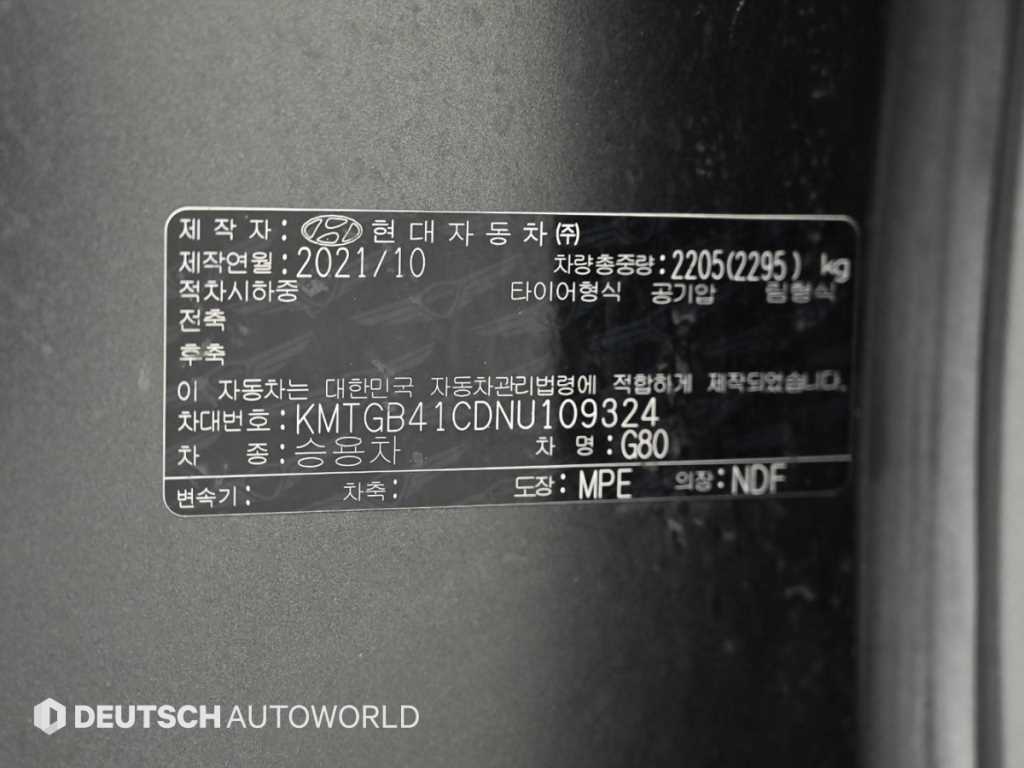 제작자: 현대자동차㈜
제작연월: 2021/10 차량총중량: 2205(2295) kg
적차시하중 타이어형식 공기압 림형식
전축
후축
이 자동차는 대한민국 자동차관리법령에 적합하게 제작되었습니다.
차대번호: KMTGB41CDNU109324
차종: 승용차 차명: G80
변속기: 차축: 도장: MPE 의장: NDF
DEUTSCH AUTOWORLD